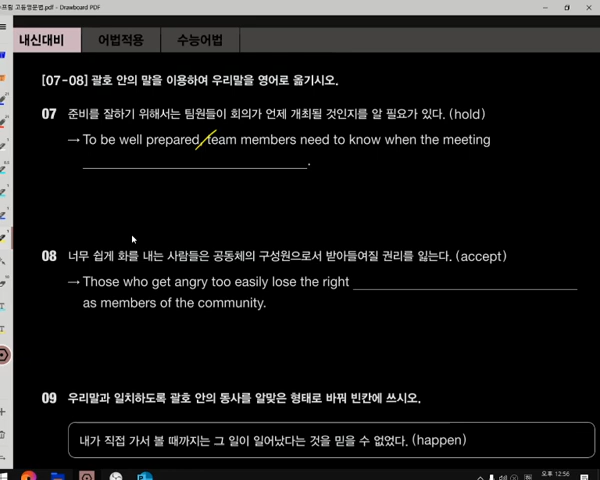 프림 고등영문법.pdf - Drawboard PDF
내신대비 어법적용 수능어법
[07-08] 괄호 안의 말을 이용하여 우리말을 영어로 옮기시오.
07 준비를 잘하기 위해서는 팀원들이 회의가 언제 개최될 것인지를 알 필요가 있다. (hold)
→ To be well prepared, team members need to know when the meeting
.
08 너무 쉽게 화를 내는 사람들은 공동체의 구성원으로서 받아들여질 권리를 잃는다. (accept)
→ Those who get angry too easily lose the right
as members of the community.
09 우리말과 일치하도록 괄호 안의 동사를 알맞은 형태로 바꿔 빈칸에 쓰시오.
내가 직접 가서 볼 때까지는 그 일이 일어났다는 것을 믿을 수 없었다. (happen)
오후 12:56